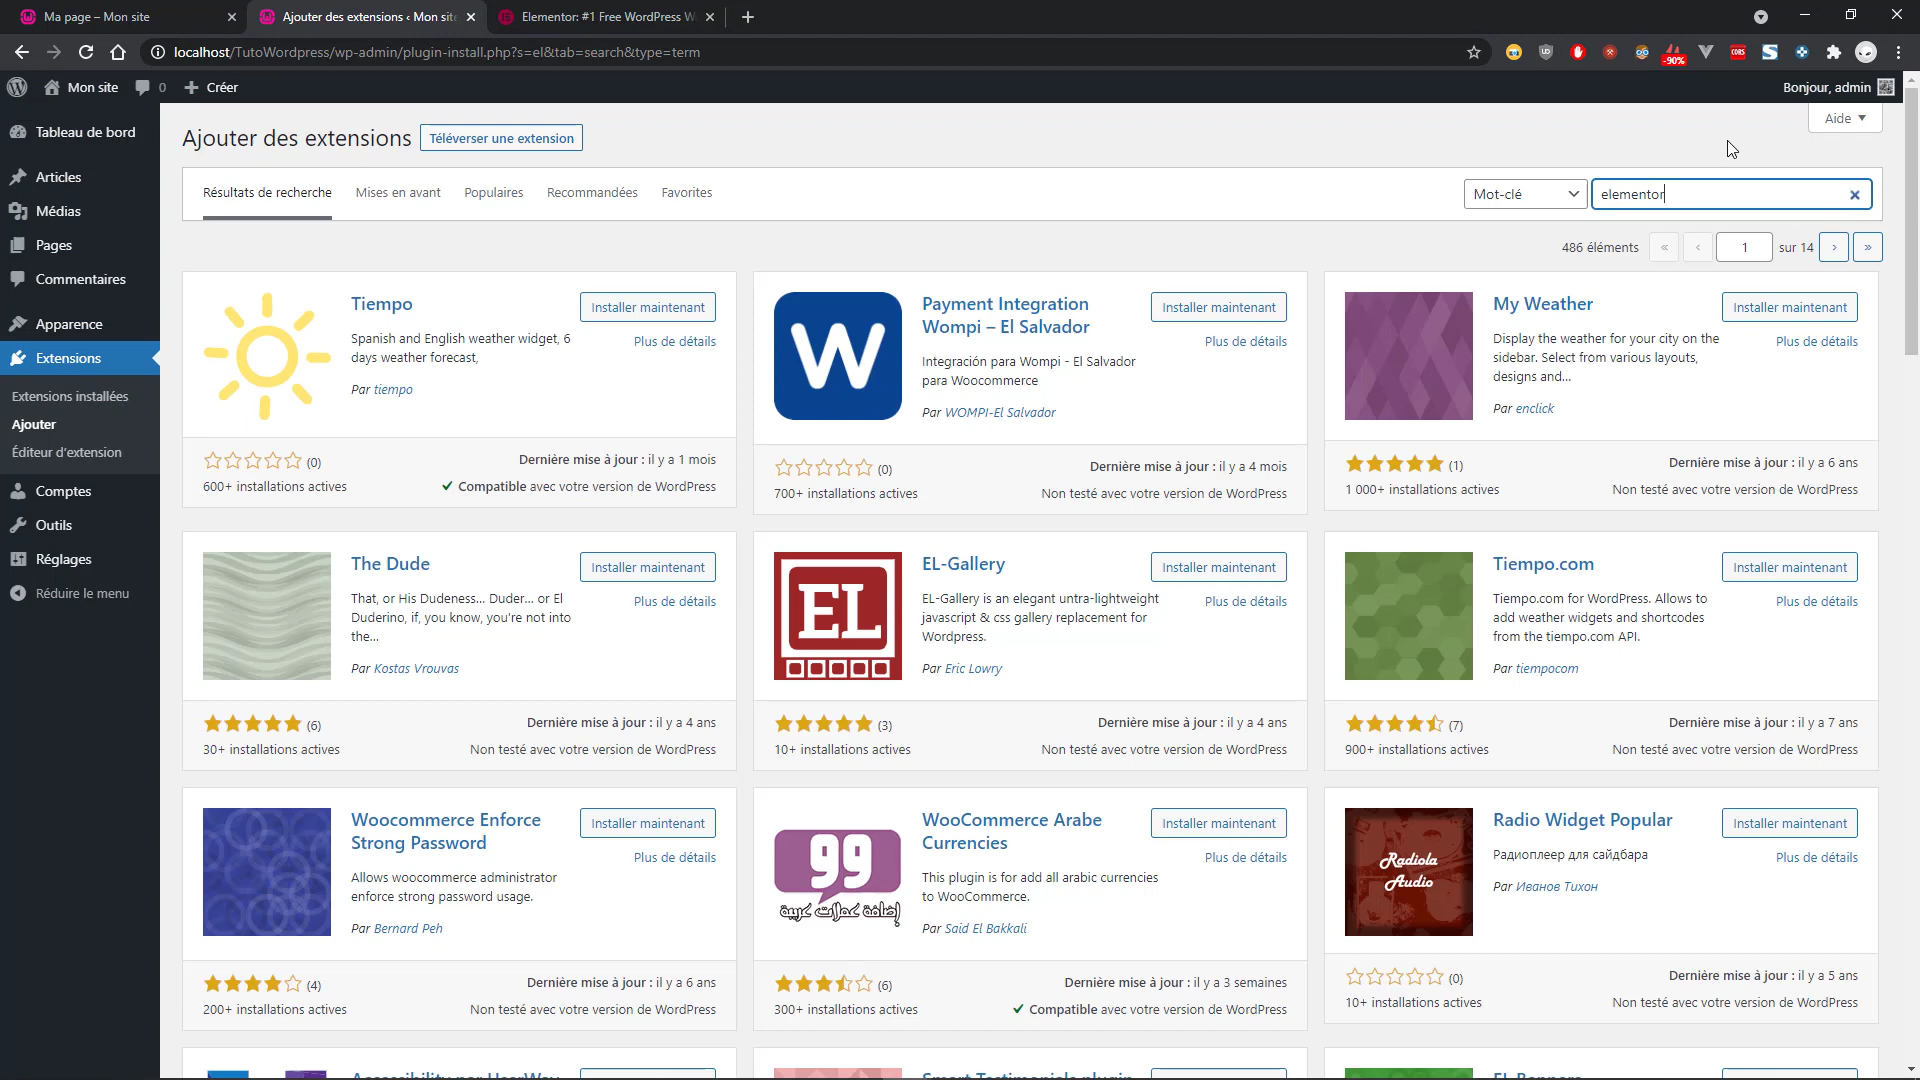 Ma page – Mon site
Ajouter des extensions ‹ Mon site
Elementor: #1 Free WordPress W
localhost/TutoWordpress/wp-admin/plugin-install.php?s=el&tab=search&type=term
-90%
CORS
Mon site
0
Créer
Bonjour, admin
Tableau de bord
Articles
Médias
Pages
Commentaires
Apparence
Extensions
Extensions installées
Ajouter
Éditeur d'extension
Comptes
Outils
Réglages
Réduire le menu
Aide
Ajouter des extensions
Téléverser une extension
Résultats de recherche
Mises en avant
Populaires
Recommandées
Favorites
Mot-clé
elementor
486 éléments
«
‹
1
sur 14
›
»
Tiempo
Installer maintenant
Plus de détails
Spanish and English weather widget, 6
days weather forecast,
Par tiempo
(0)
600+ installations actives
Dernière mise à jour : il y a 1 mois
Compatible avec votre version de WordPress
W
Payment Integration
Wompi – El Salvador
Installer maintenant
Plus de détails
Integración para Wompi - El Salvador
para Woocommerce
Par WOMPI-El Salvador
(0)
700+ installations actives
Dernière mise à jour : il y a 4 mois
Non testé avec votre version de WordPress
My Weather
Installer maintenant
Plus de détails
Display the weather for your city on the
sidebar. Select from various layouts,
designs and...
Par enclick
(1)
1 000+ installations actives
Dernière mise à jour : il y a 6 ans
Non testé avec votre version de WordPress
The Dude
Installer maintenant
Plus de détails
That, or His Dudeness... Duder... or El
Duderino, if, you know, you're not into
the...
Par Kostas Vrouvas
(6)
30+ installations actives
Dernière mise à jour : il y a 4 ans
Non testé avec votre version de WordPress
EL
EL-Gallery
Installer maintenant
Plus de détails
EL-Gallery is an elegant untra-lightweight
javascript & css gallery replacement for
Wordpress.
Par Eric Lowry
(3)
10+ installations actives
Dernière mise à jour : il y a 4 ans
Non testé avec votre version de WordPress
Tiempo.com
Installer maintenant
Plus de détails
Tiempo.com for WordPress. Allows to
add weather widgets and shortcodes
from the tiempo.com API.
Par tiempocom
(7)
900+ installations actives
Dernière mise à jour : il y a 7 ans
Non testé avec votre version de WordPress
Woocommerce Enforce
Strong Password
Installer maintenant
Plus de détails
Allows woocommerce administrator
enforce strong password usage.
Par Bernard Peh
(4)
200+ installations actives
Dernière mise à jour : il y a 6 ans
Non testé avec votre version de WordPress
99
إضافة عملات عربية
WooCommerce Arabe
Currencies
Installer maintenant
Plus de détails
This plugin is for add all arabic currencies
to WooCommerce.
Par Said El Bakkali
(6)
300+ installations actives
Dernière mise à jour : il y a 3 semaines
Compatible avec votre version de WordPress
Radiola
Audio
Radio Widget Popular
Installer maintenant
Plus de détails
Радиоплеер для сайдбара
Par Иванов Тихон
(0)
10+ installations actives
Dernière mise à jour : il y a 5 ans
Non testé avec votre version de WordPress
Accessibility par UserWay
Smart Testimonials plugin